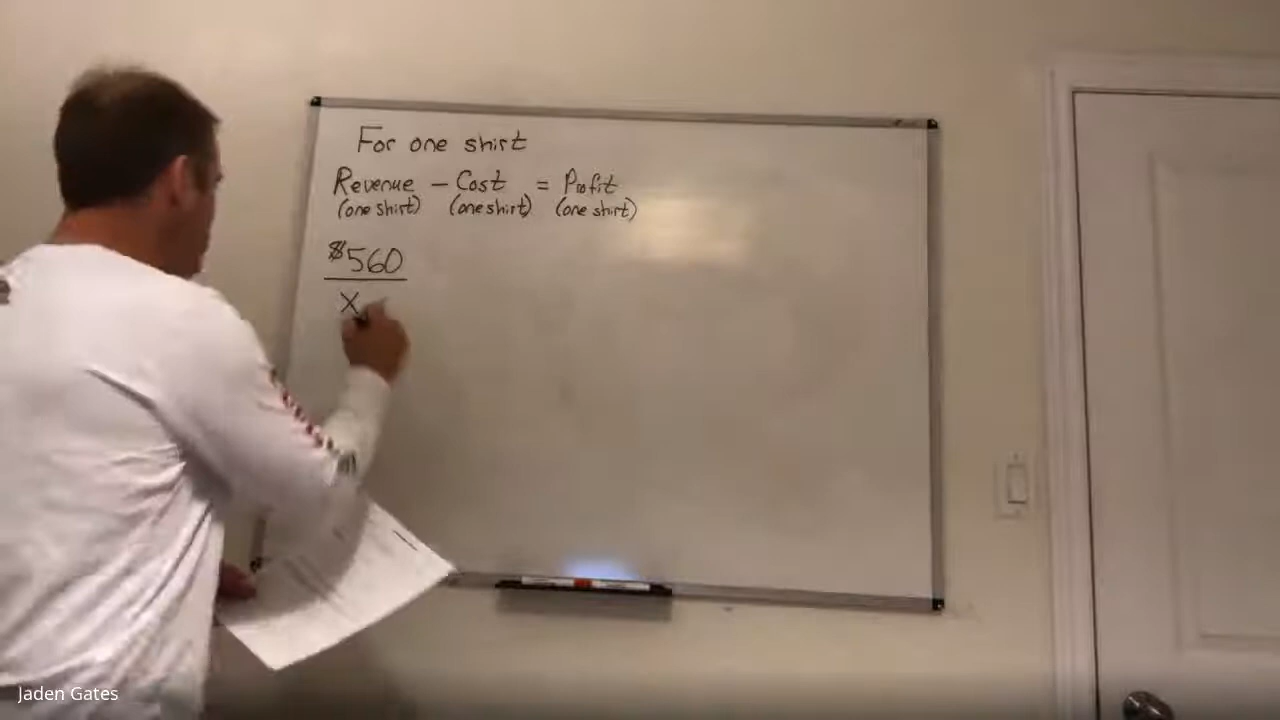 For one shirt
Revenue - Cost = Profit
(one shirt) (one shirt) (one shirt)
$560
x
Jaden Gates